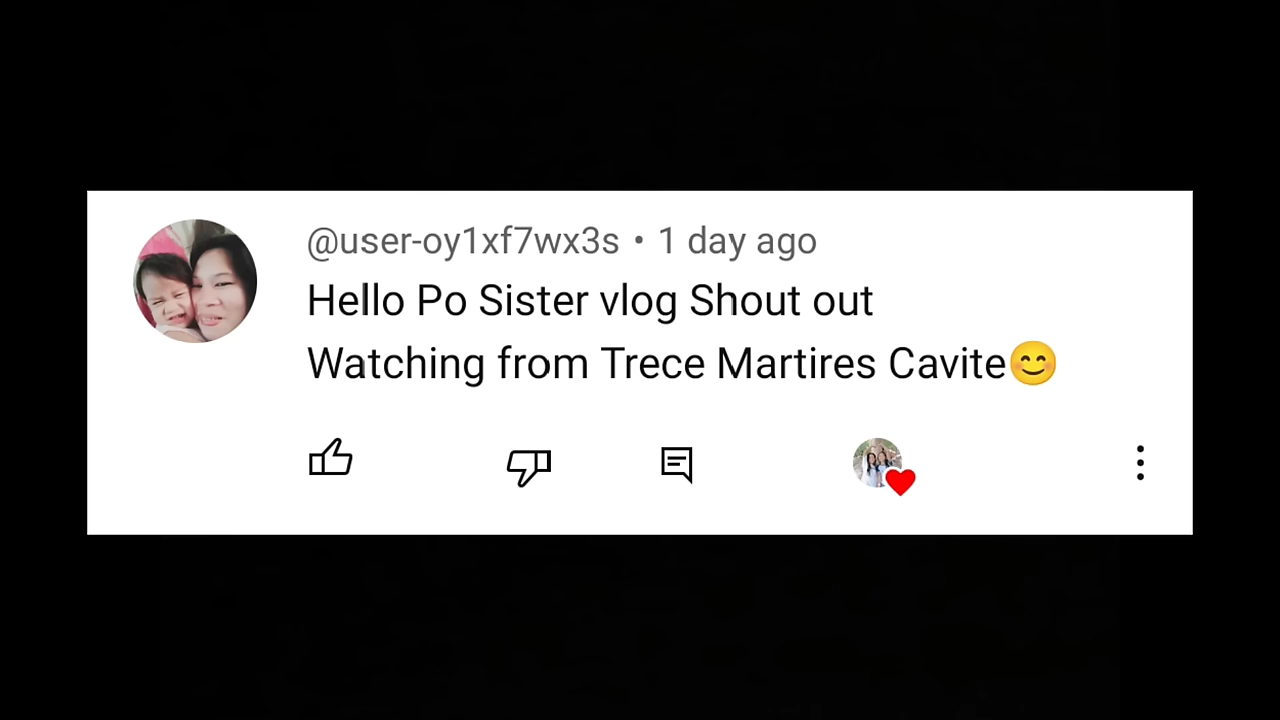 @user-oy1xf7wx3s • 1 day ago
Hello Po Sister vlog Shout out
Watching from Trece Martires Cavite😊